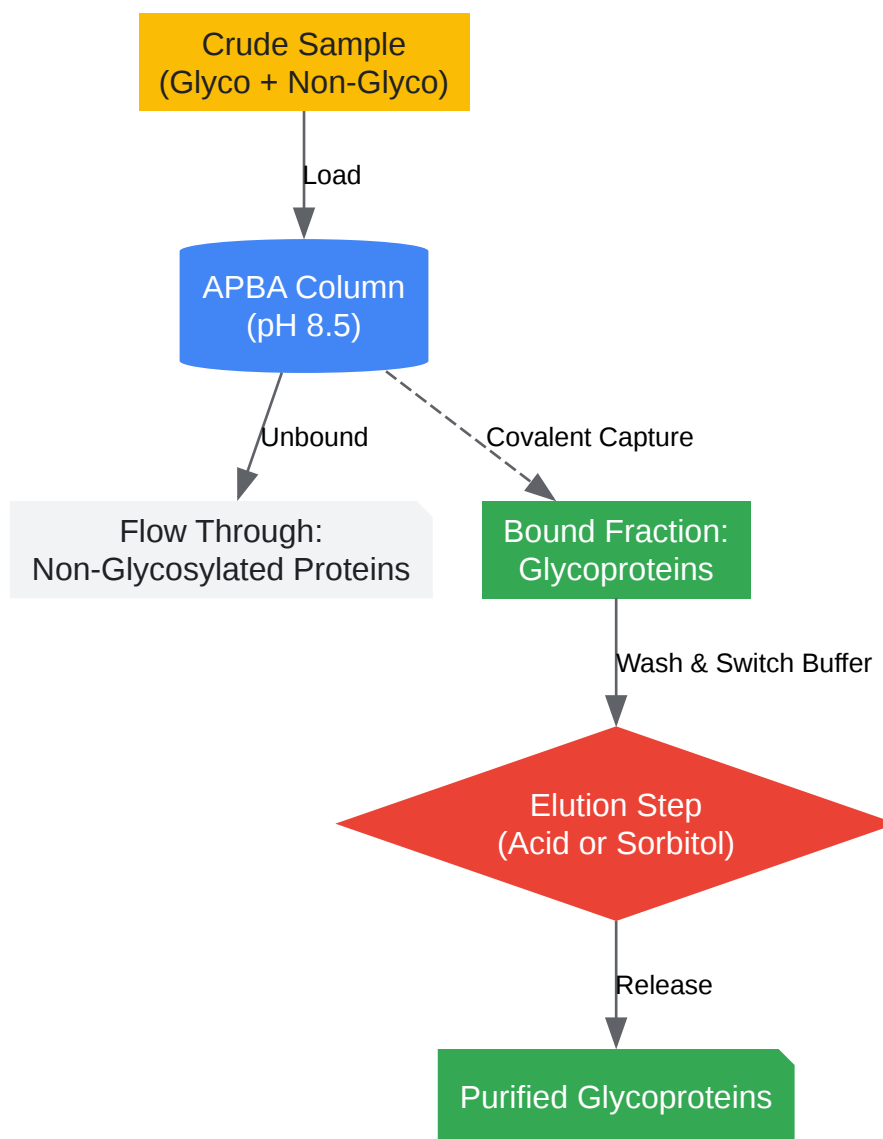 Crude Sample
(Glyco + Non-Glyco)
Load
APBA Column
(pH 8.5)
Unbound
Covalent Capture
Flow Through:
Non-Glycosylated Proteins
Bound Fraction:
Glycoproteins
Wash & Switch Buffer
Elution Step
(Acid or Sorbitol)
Release
Purified Glycoproteins